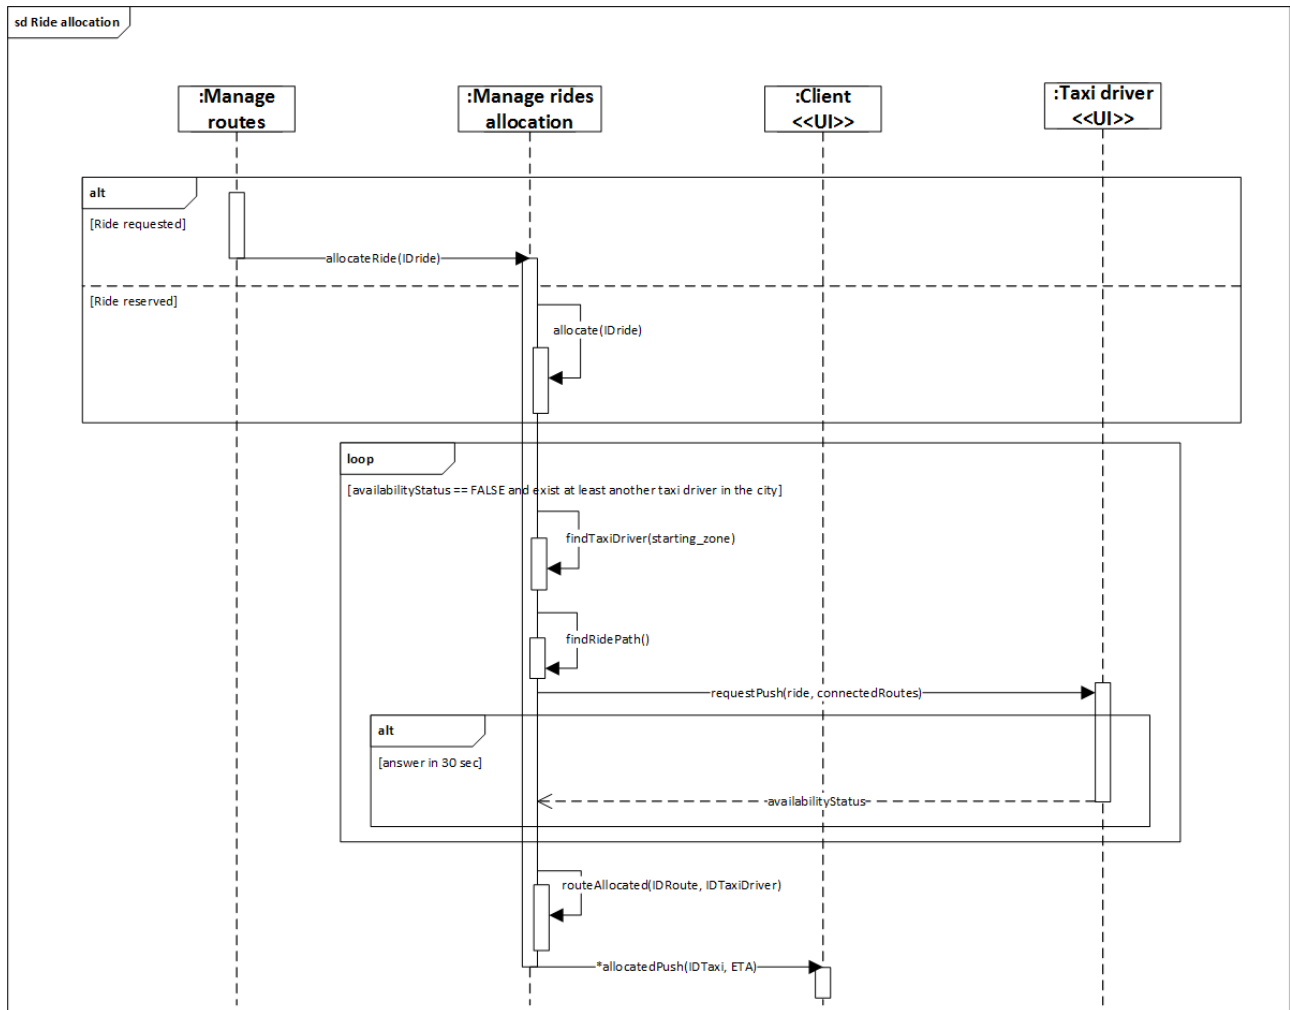 sd Ride allocation
:Manage
routes
:Manage rides
allocation
:Client
<<UI>>
:Taxi driver
<<UI>>
alt
[Ride requested]
allocateRide(IDride)
[Ride reserved]
allocate(IDride)
loop
[availabilityStatus == FALSE and exist at least another taxi driver in the city]
findTaxiDriver(starting_zone)
findRidePath()
requestPush(ride, connectedRoutes)
alt
[answer in 30 sec]
availabilityStatus
routeAllocated(IDRoute, IDTaxiDriver)
*allocatedPush(IDTaxi, ETA)